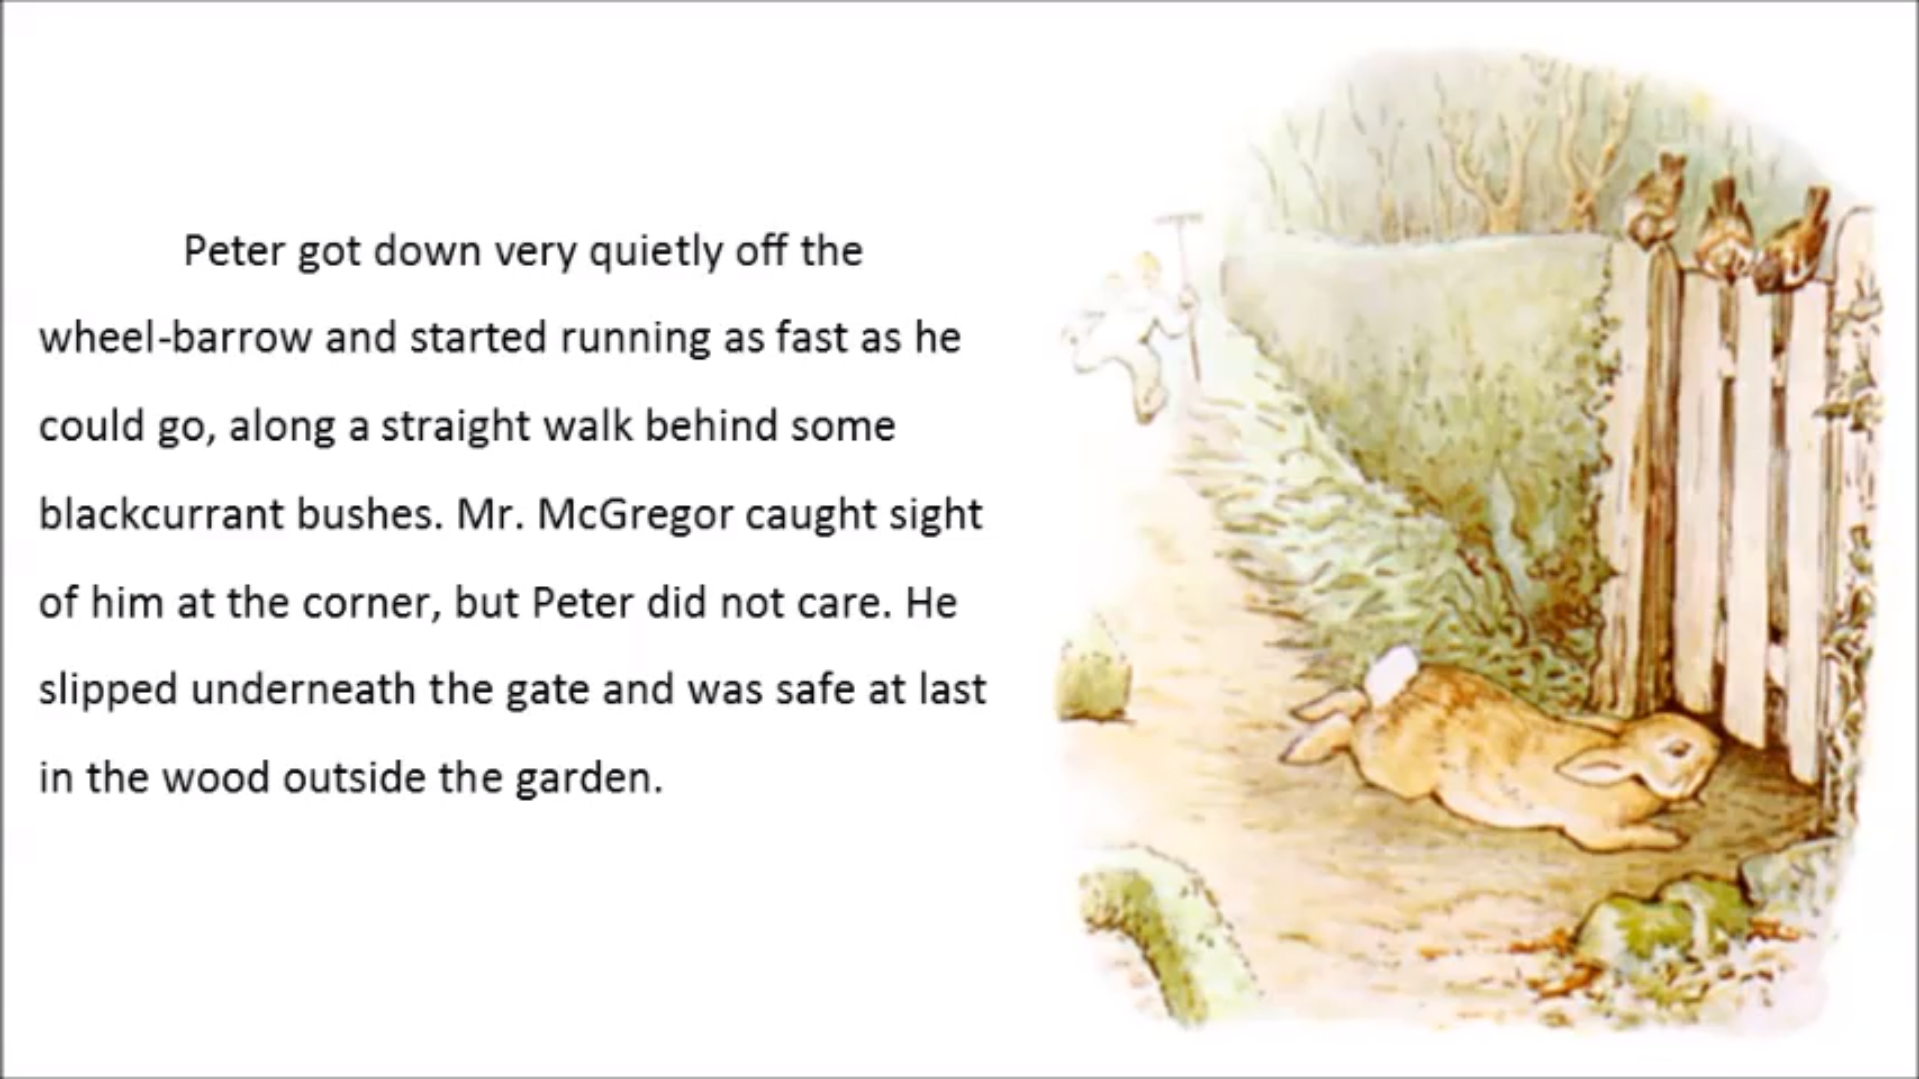 Peter got down very quietly off the
wheel-barrow and started running as fast as he
could go, along a straight walk behind some
blackcurrant bushes. Mr. McGregor caught sight
of him at the corner, but Peter did not care. He
slipped underneath the gate and was safe at last
in the wood outside the garden.